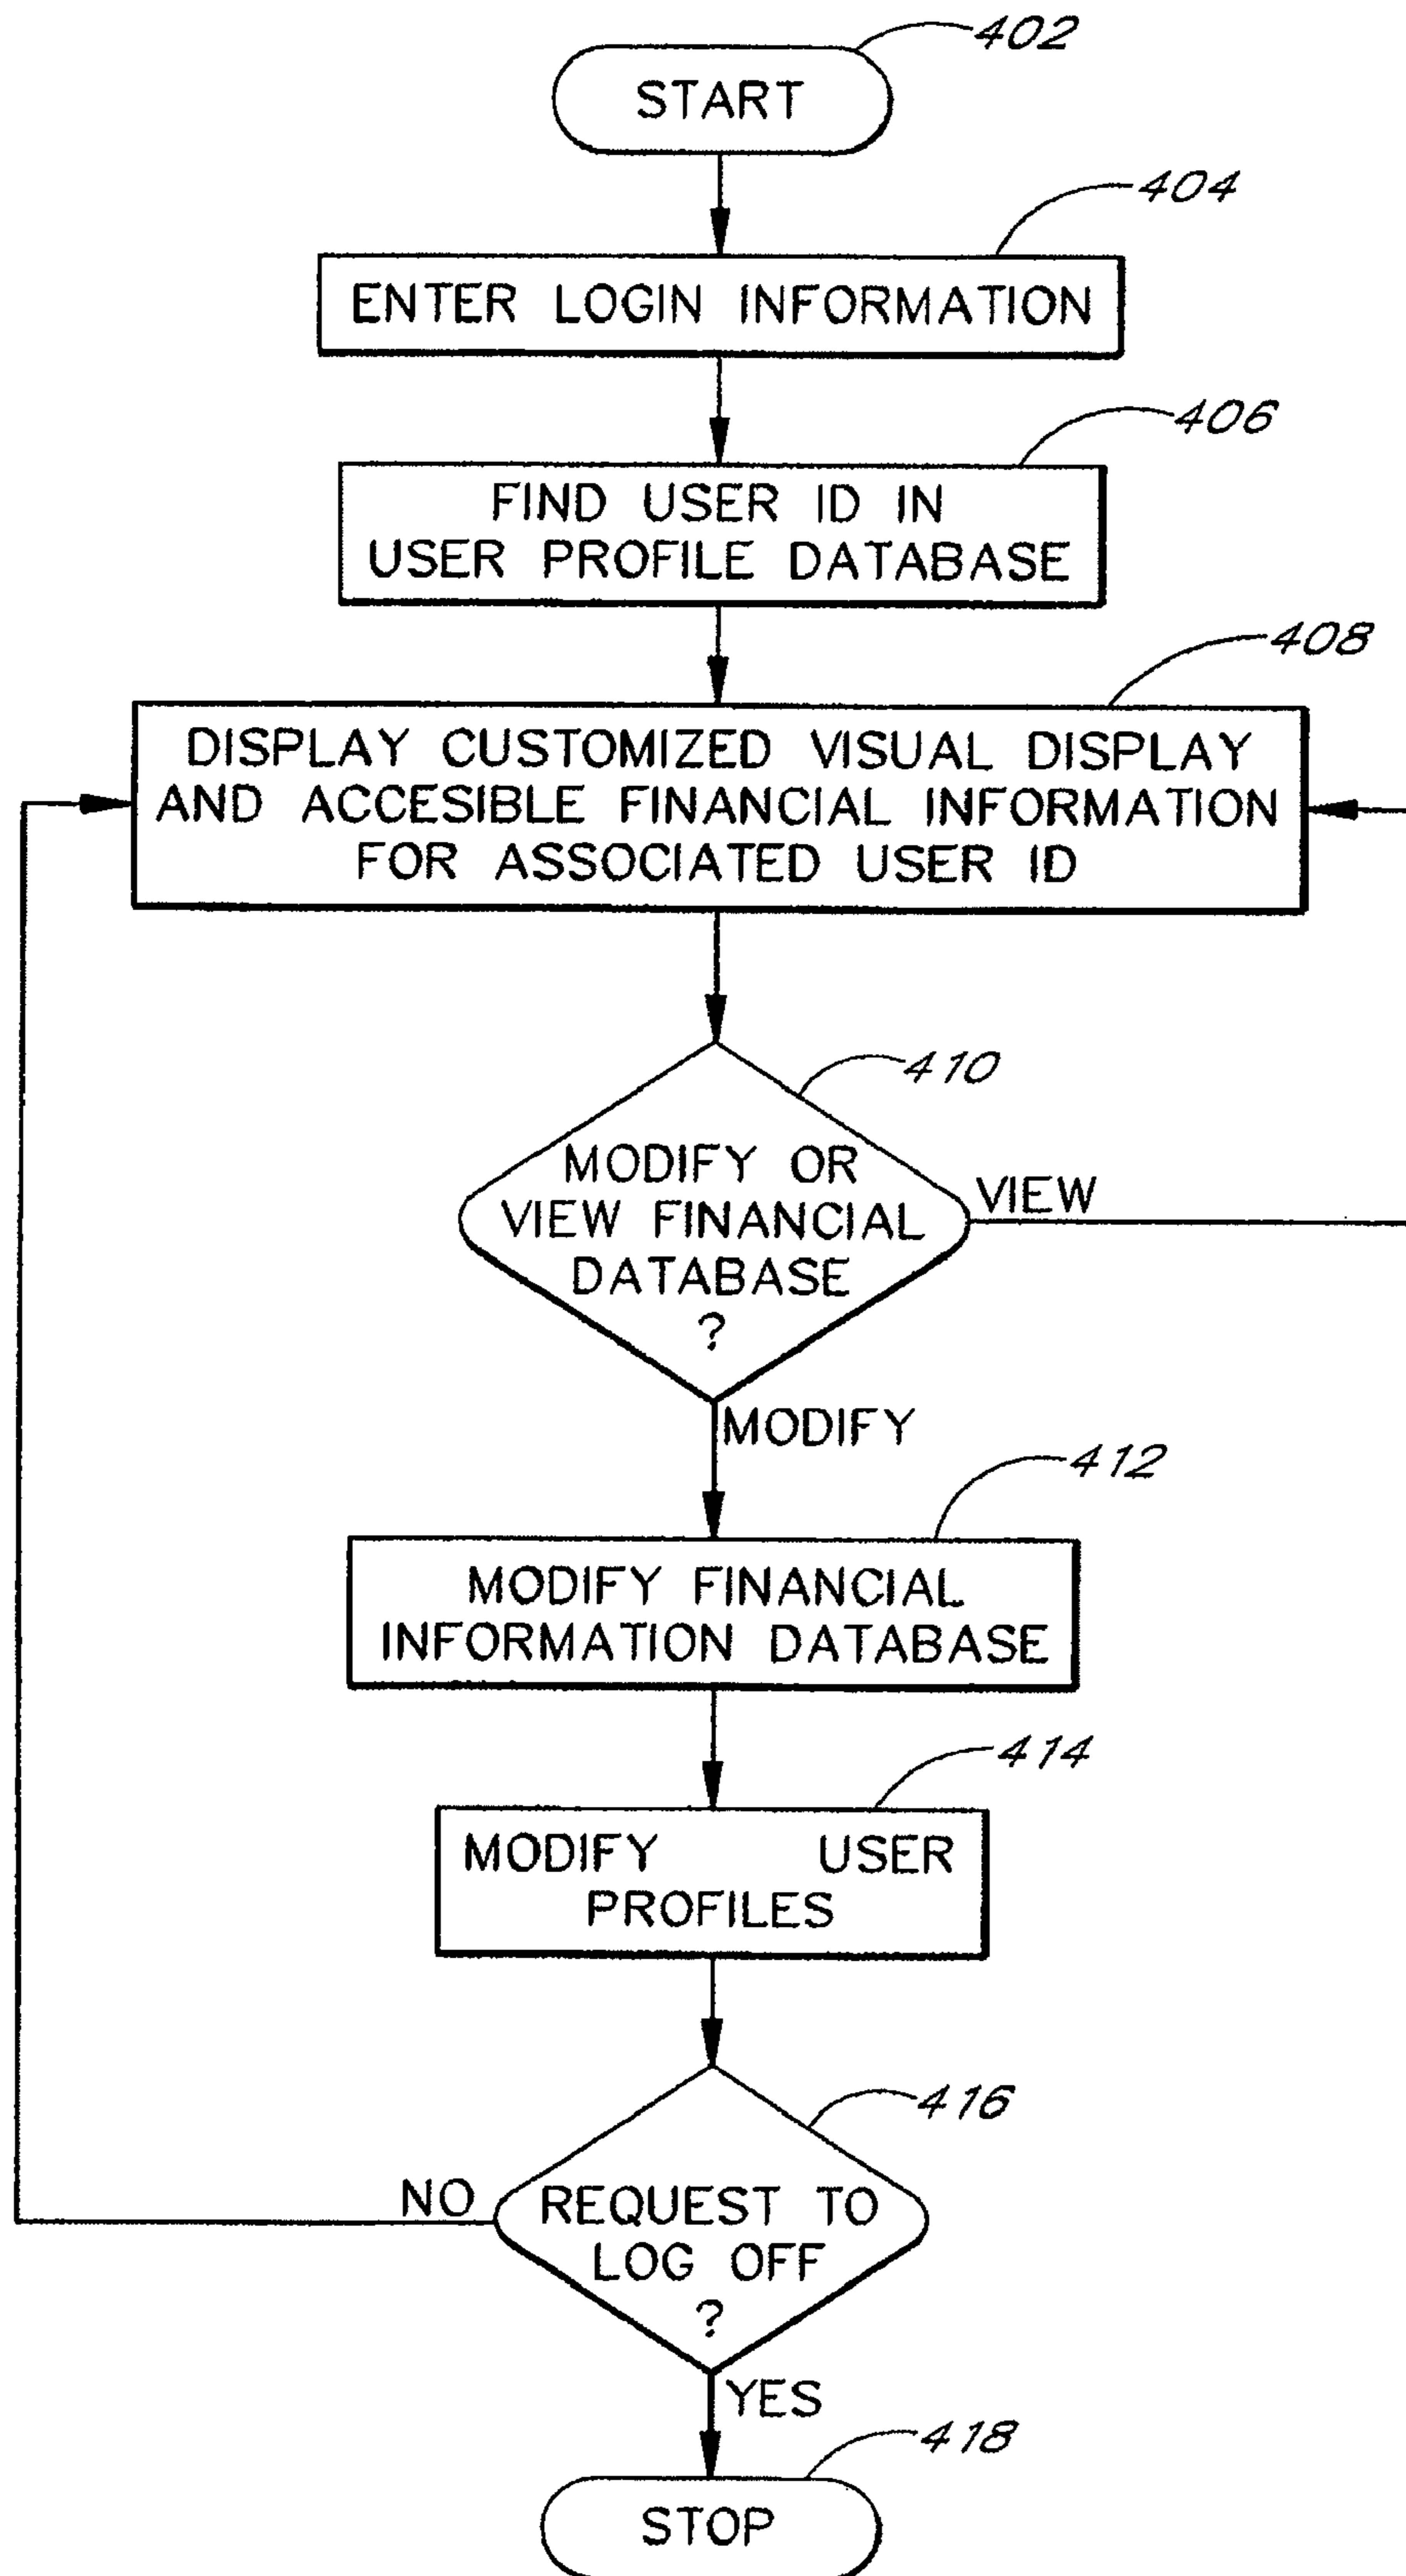 402
START
404
ENTER LOGIN INFORMATION
406
FIND USER ID IN
USER PROFILE DATABASE
408
DISPLAY CUSTOMIZED VISUAL DISPLAY
AND ACCESIBLE FINANCIAL INFORMATION
FOR ASSOCIATED USER ID
410
MODIFY OR
VIEW FINANCIAL
DATABASE
?
VIEW
MODIFY
412
MODIFY FINANCIAL
INFORMATION DATABASE
414
MODIFY USER
PROFILES
416
REQUEST TO
LOG OFF
?
NO
YES
418
STOP